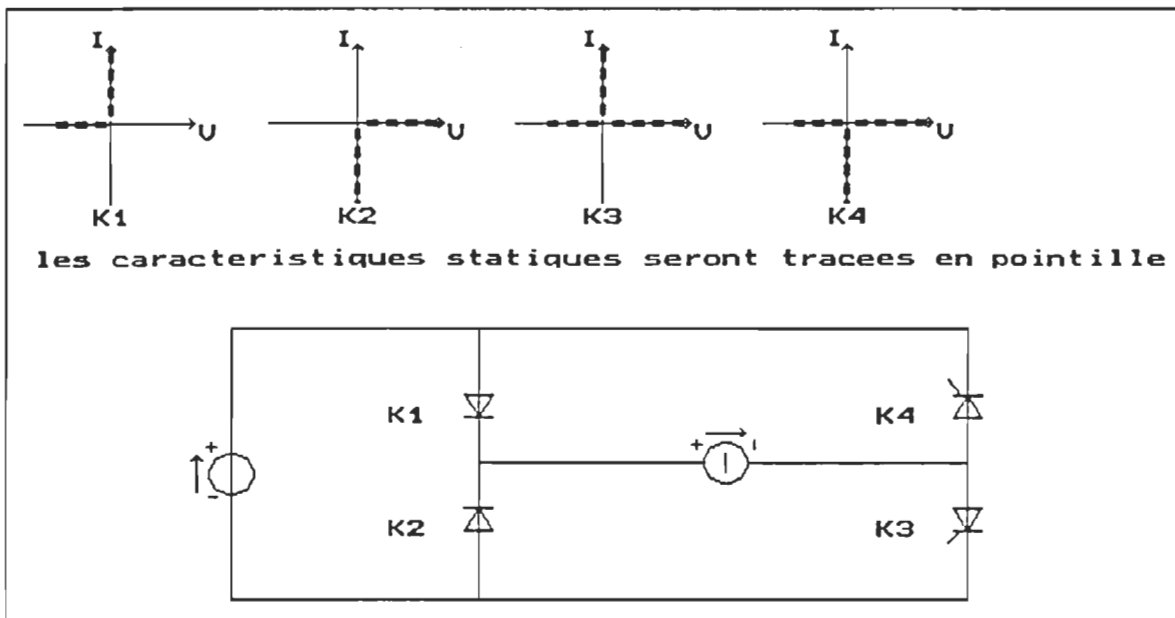 I I I I
U U U U
K1 K2 K3 K4
les caracteristiques statiques seront tracees en pointille
K1 K4
+ + I
-
K2 K3